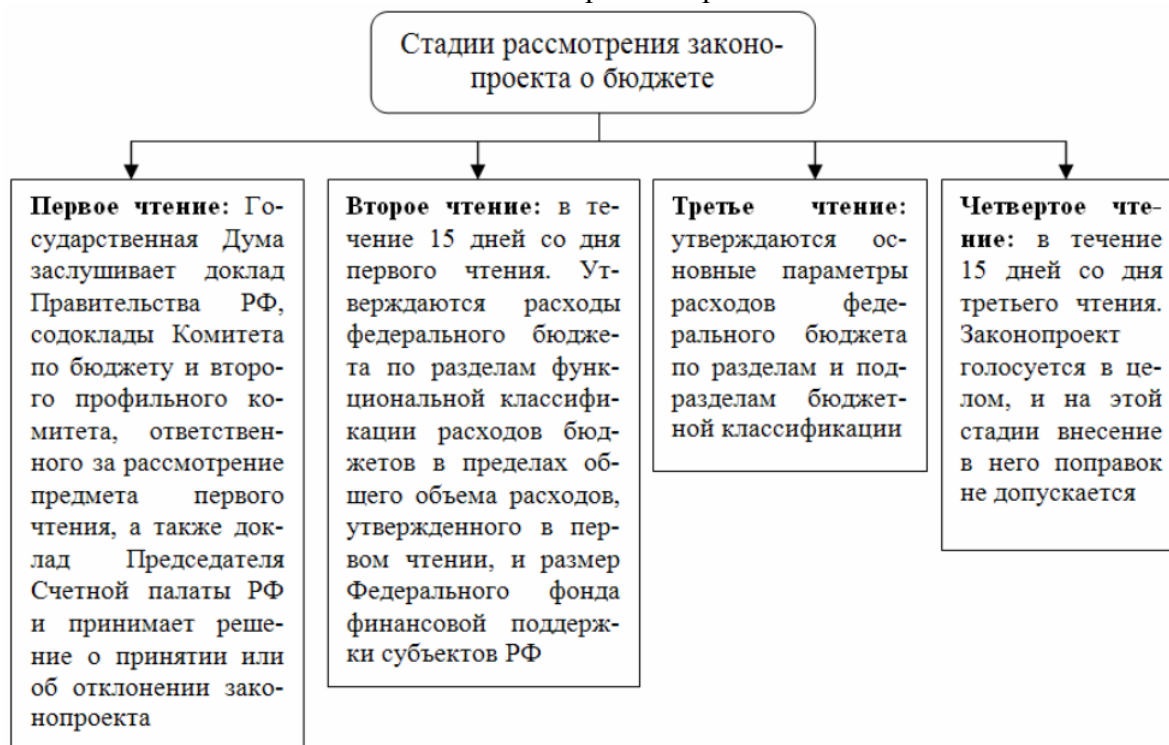 Стадии рассмотрения законо-
проекта о бюджете
Первое чтение: Го-
сударственная Дума
заслушивает доклад
Правительства РФ,
содоклады Комитета
по бюджету и второ-
го профильного ко-
митета, ответствен-
ного за рассмотрение
предмета первого
чтения, а также док-
лад Председателя
Счетной палаты РФ
и принимает реше-
ние о принятии или
об отклонении зако-
нопроекта
Второе чтение: в те-
чение 15 дней со дня
первого чтения. Ут-
верждаются расходы
федерального бюдже-
та по разделам функ-
циональной классифи-
кации расходов бюд-
жетов в пределах об-
щего объема расходов,
утвержденного в пер-
вом чтении, и размер
Федерального фонда
финансовой поддерж-
ки субъектов РФ
Третье чтение:
утверждаются ос-
новные параметры
расходов феде-
рального бюджета
по разделам и под-
разделам бюджет-
ной классификации
Четвертое чте-
ние: в течение
15 дней со дня
третьего чтения.
Законопроект
голосуется в це-
лом, и на этой
стадии внесение
в него поправок
не допускается